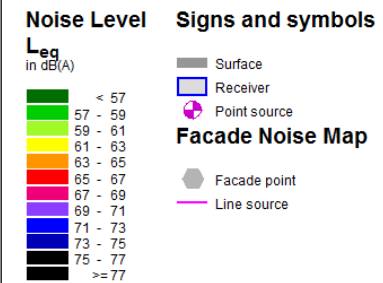 Noise Level
Leq
in dB(A)
< 57
57 - 59
59 - 61
61 - 63
63 - 65
65 - 67
67 - 69
69 - 71
71 - 73
73 - 75
75 - 77
>=77
Signs and symbols
Surface
Receiver
Point source
Facade Noise Map
Facade point
Line source